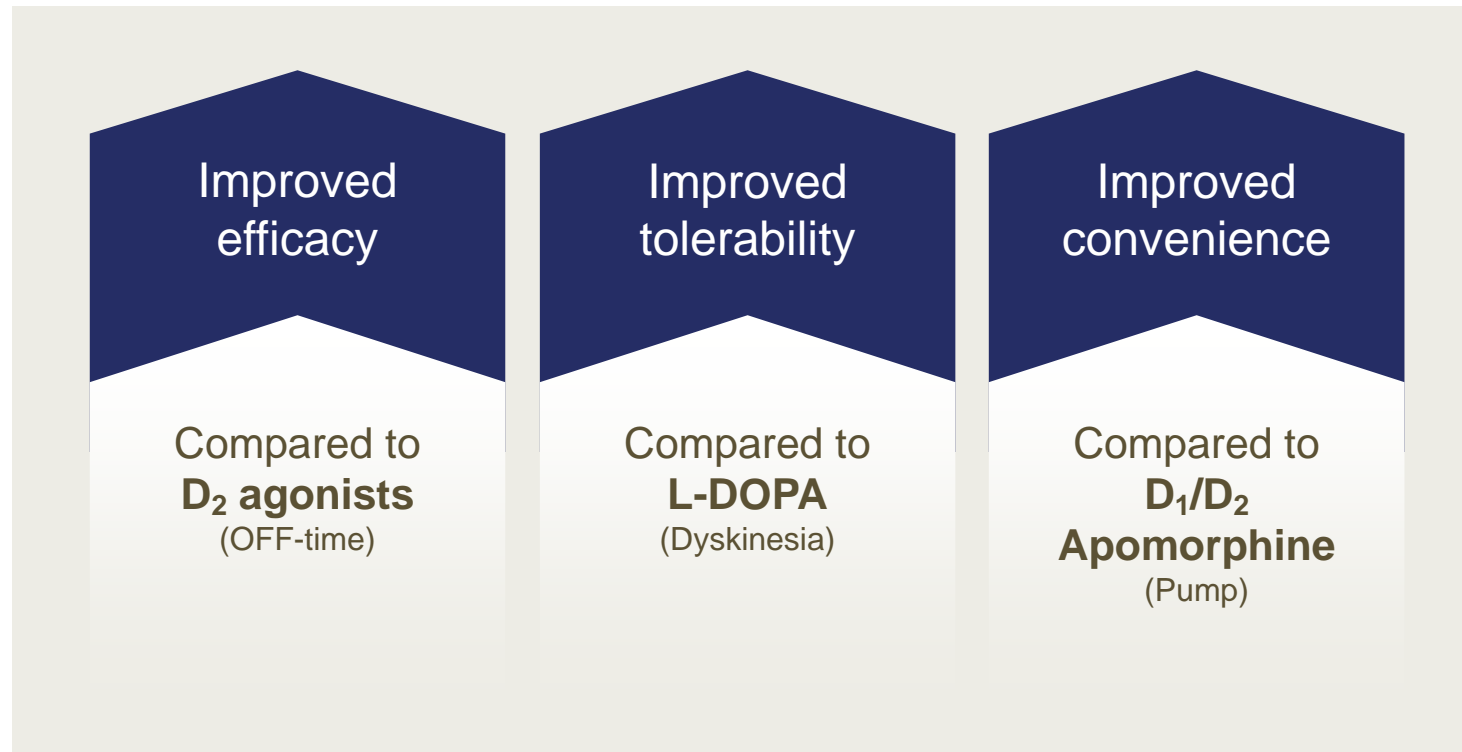 Improved
efficacy
Compared to
D₂ agonists
(OFF-time)
Improved
tolerability
Compared to
L-DOPA
(Dyskinesia)
Improved
convenience
Compared to
D₁/D₂
Apomorphine
(Pump)